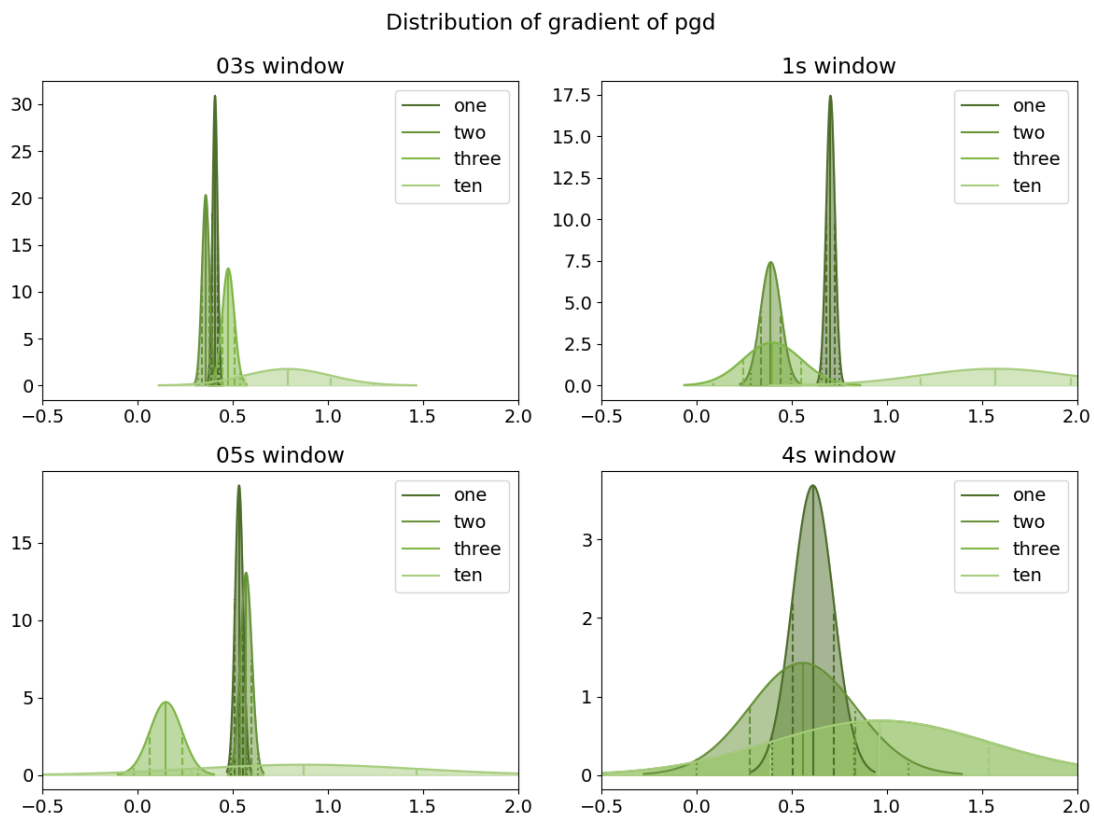 Distribution of gradient of pgd
03s window
30
25
20
15
10
5
0
−0.5 0.0 0.5 1.0 1.5 2.0
one
two
three
ten
1s window
17.5
15.0
12.5
10.0
7.5
5.0
2.5
0.0
−0.5 0.0 0.5 1.0 1.5 2.0
one
two
three
ten
05s window
15
10
5
0
−0.5 0.0 0.5 1.0 1.5 2.0
one
two
three
ten
4s window
3
2
1
0
−0.5 0.0 0.5 1.0 1.5 2.0
one
two
three
ten